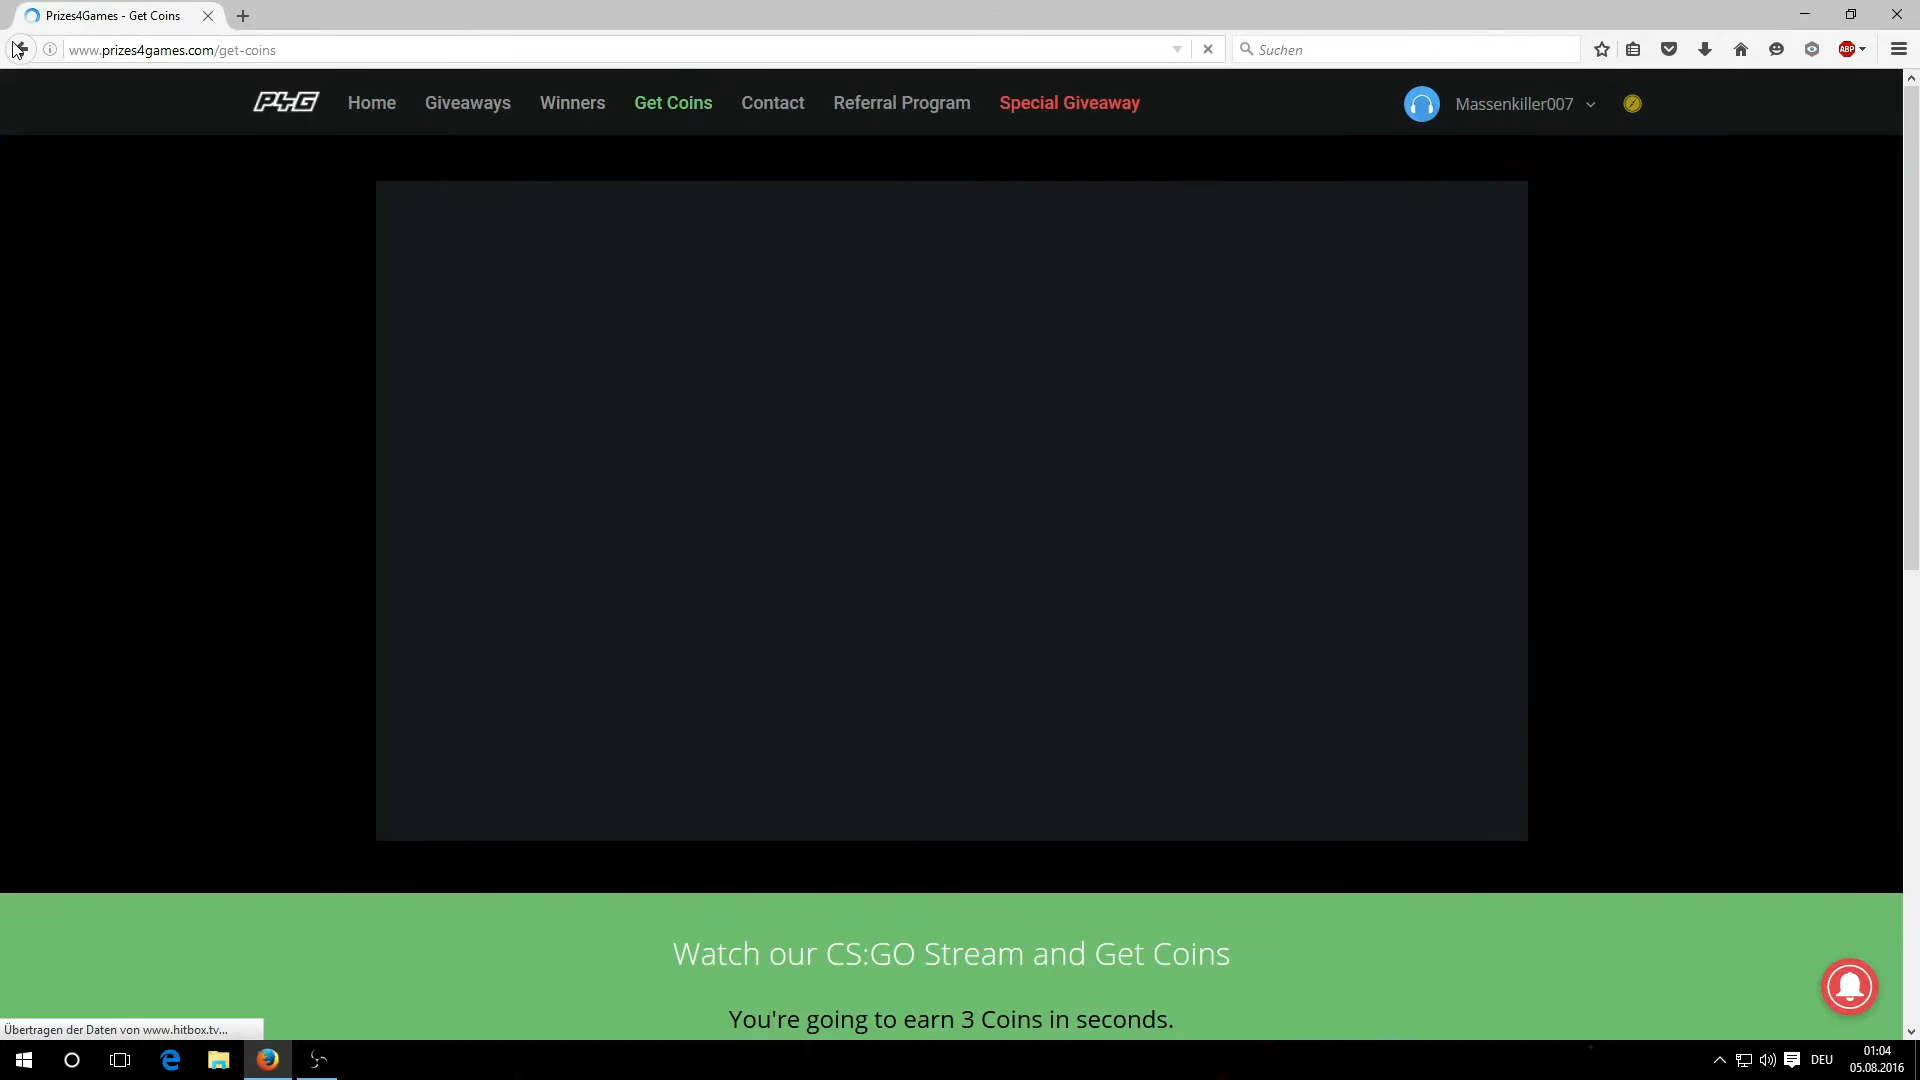 Prizes4Games - Get Coins
www.prizes4games.com/get-coins
Suchen
ABP
P4G
Home
Giveaways
Winners
Get Coins
Contact
Referral Program
Special Giveaway
Massenkiller007
Watch our CS:GO Stream and Get Coins
You're going to earn 3 Coins in seconds.
Übertragen der Daten von www.hitbox.tv...
DEU
01:04
05.08.2016